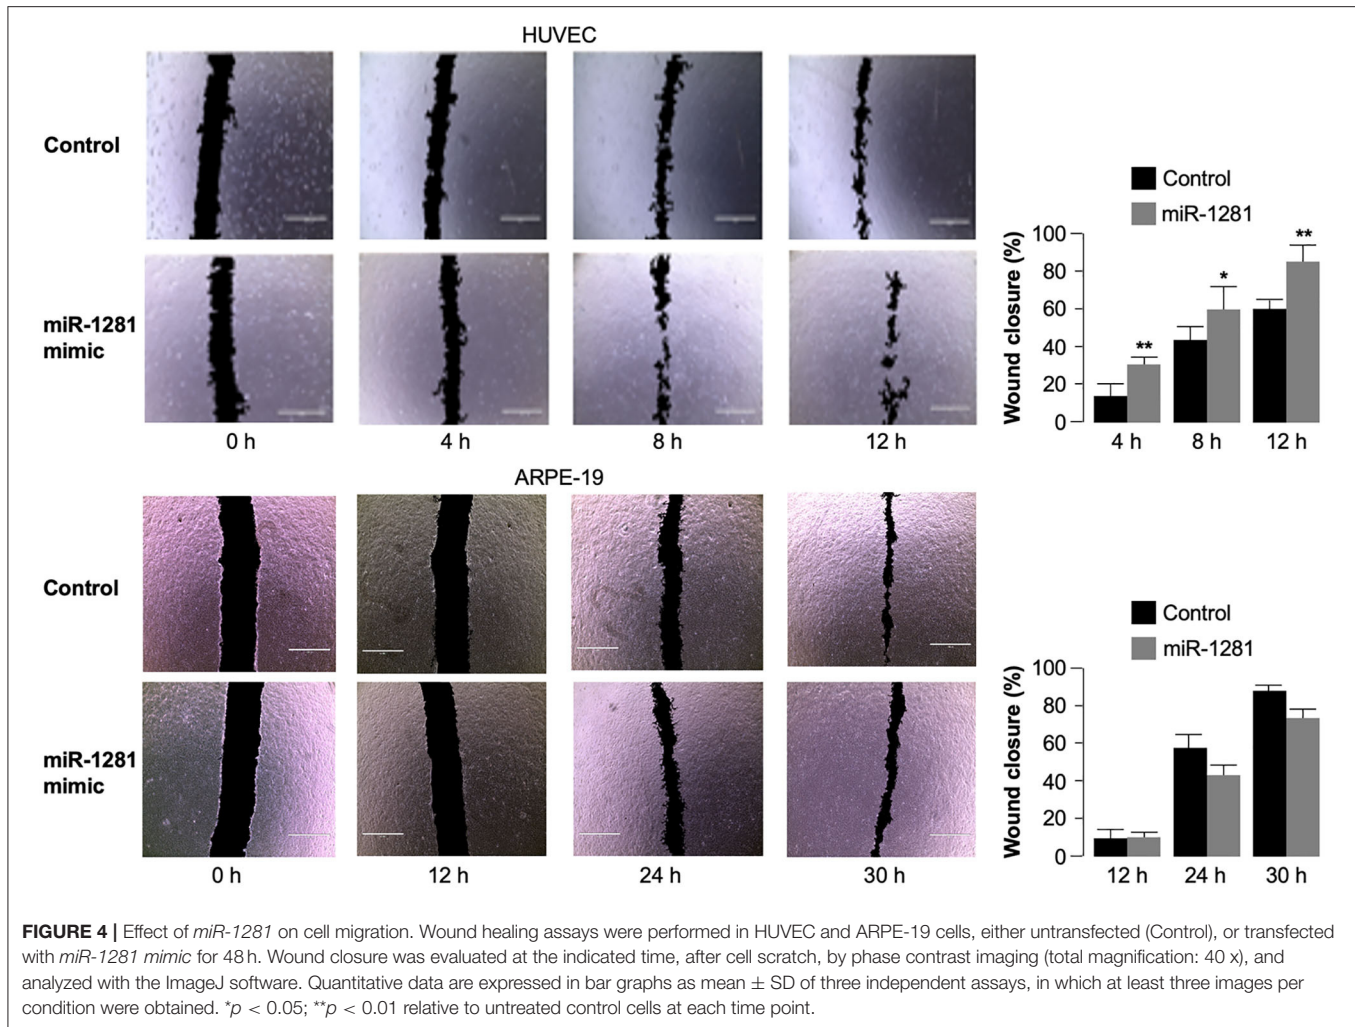 HUVEC
Control
miR-1281
mimic
0 h
4 h
8 h
12 h
Control
miR-1281
Wound closure (%)
100
80
60
40
20
0
**
*
**
4 h
8 h
12 h
ARPE-19
Control
miR-1281
mimic
0 h
12 h
24 h
30 h
Control
miR-1281
Wound closure (%)
100
80
60
40
20
0
12 h
24 h
30 h
FIGURE 4 | Effect of miR-1281 on cell migration. Wound healing assays were performed in HUVEC and ARPE-19 cells, either untransfected (Control), or transfected
with miR-1281 mimic for 48 h. Wound closure was evaluated at the indicated time, after cell scratch, by phase contrast imaging (total magnification: 40 x), and
analyzed with the ImageJ software. Quantitative data are expressed in bar graphs as mean ± SD of three independent assays, in which at least three images per
condition were obtained. *p < 0.05; **p < 0.01 relative to untreated control cells at each time point.